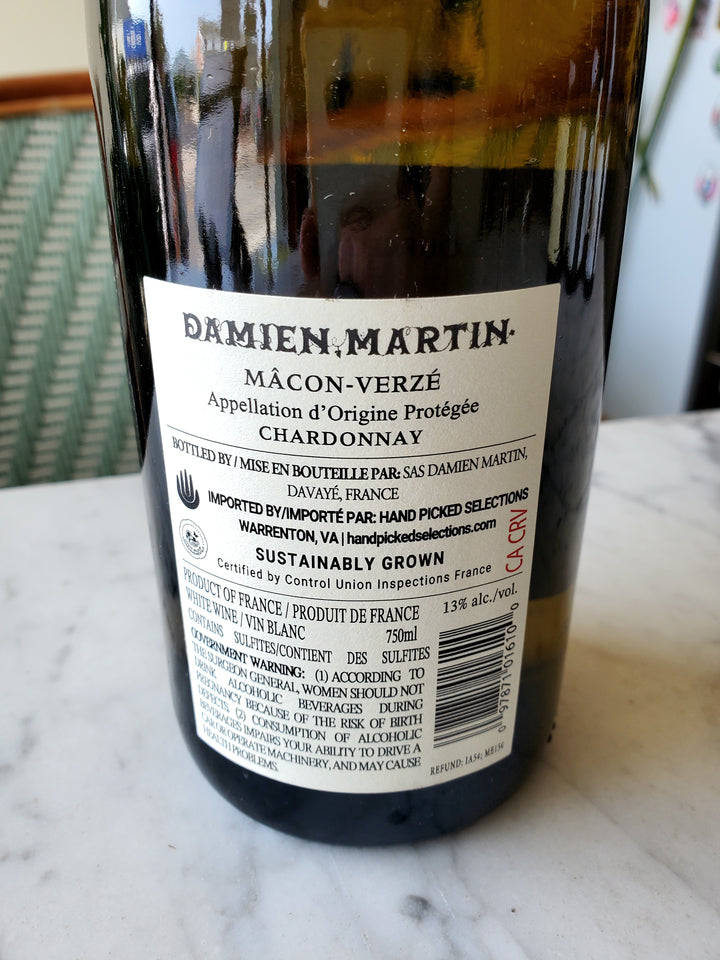 DAMIEN MARTIN
MÂCON-VERZÉ
Appellation d'Origine Protégée
CHARDONNAY
BOTTLED BY / MISE EN BOUTEILLE PAR: SAS DAMIEN MARTIN,
DAVAYÉ, FRANCE
IMPORTED BY/IMPORTÉ PAR: HAND PICKED SELECTIONS
WARRENTON, VA | handpickedselections.com
SUSTAINABLY GROWN
Certified by Control Union Inspections France
CA CRV
PRODUCT OF FRANCE / PRODUIT DE FRANCE
WHITE WINE / VIN BLANC
750ml
13% alc./vol.
CONTAINS SULFITES/CONTIENT DES SULFITES
GOVERNMENT WARNING: (1) ACCORDING TO
THE SURGEON GENERAL, WOMEN SHOULD NOT
DRINK ALCOHOLIC BEVERAGES DURING
PREGNANCY BECAUSE OF THE RISK OF BIRTH
DEFECTS. (2) CONSUMPTION OF ALCOHOLIC
BEVERAGES IMPAIRS YOUR ABILITY TO DRIVE A
CAR OR OPERATE MACHINERY, AND MAY CAUSE
HEALTH PROBLEMS.
0 97871 01610 0
REFUND: IA5¢; ME15¢